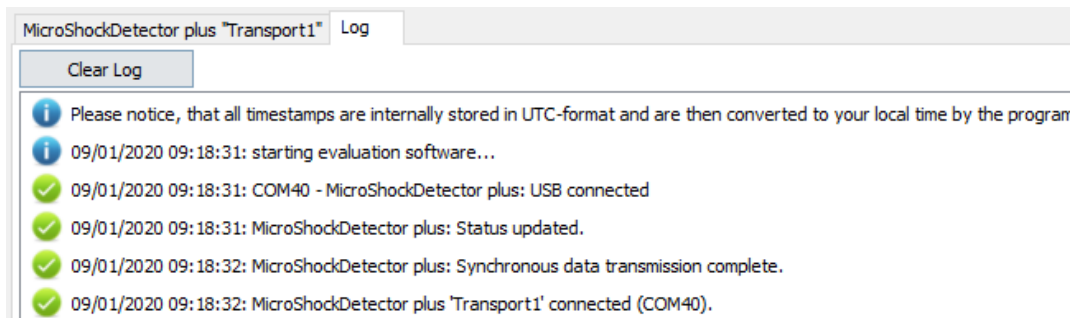 MicroShockDetector plus "Transport1" Log
Clear Log
Please notice, that all timestamps are internally stored in UTC-format and are then converted to your local time by the
09/01/2020 09:18:31: starting evaluation software...
09/01/2020 09:18:31: COM40 - MicroShockDetector plus: USB connected
09/01/2020 09:18:31: MicroShockDetector plus: Status updated.
09/01/2020 09:18:32: MicroShockDetector plus: Synchronous data transmission complete.
09/01/2020 09:18:32: MicroShockDetector plus 'Transport1' connected (COM40).